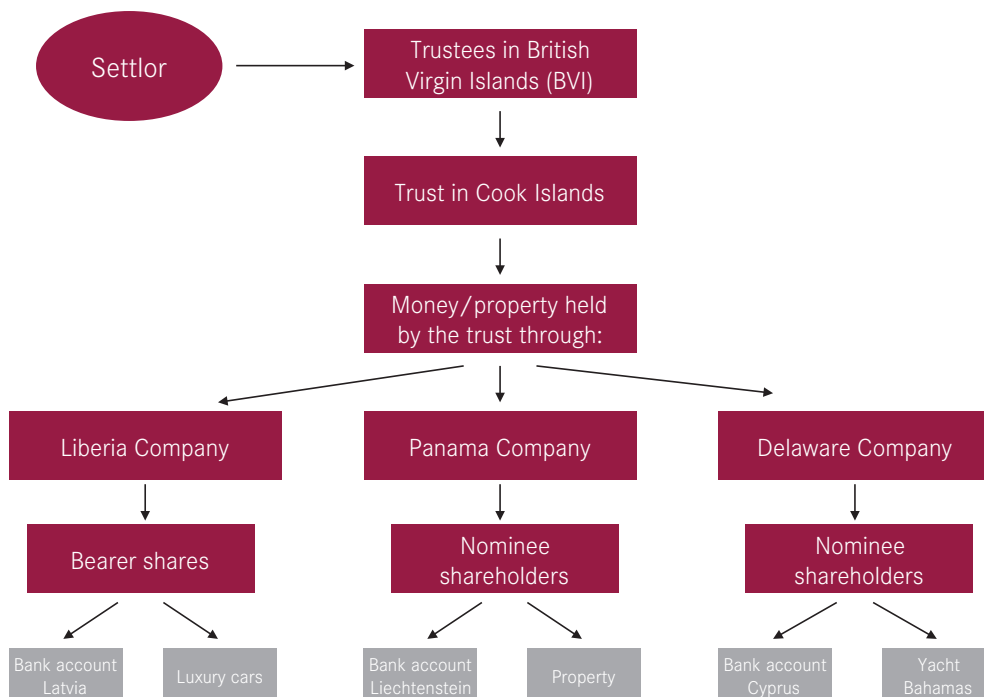 Settlor
Trustees in British
Virgin Islands (BVI)
Trust in Cook Islands
Money/property held
by the trust through:
Liberia Company
Panama Company
Delaware Company
Bearer shares
Nominee
shareholders
Nominee
shareholders
Bank account
Latvia
Luxury cars
Bank account
Liechtenstein
Property
Bank account
Cyprus
Yacht
Bahamas